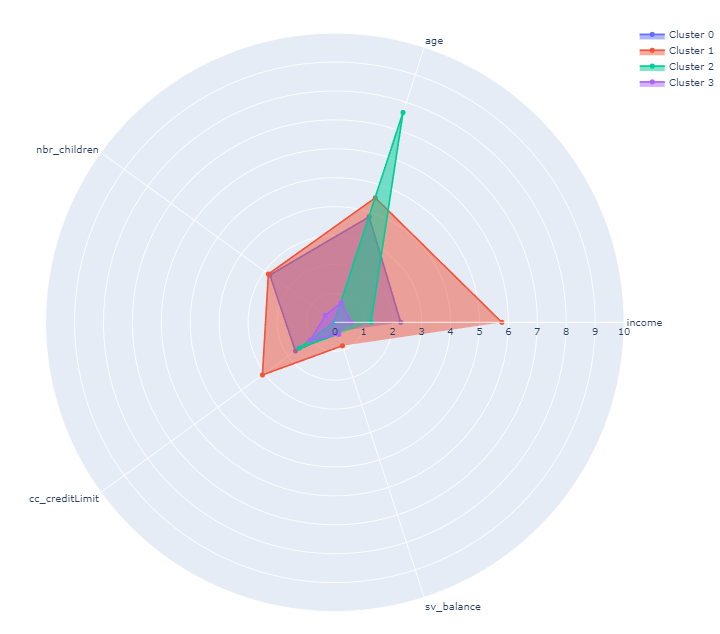 age
Cluster 0
Cluster 1
Cluster 2
Cluster 3
nbr_children
income
0 1 2 3 4 5 6 7 8 9 10
cc_creditLimit
sv_balance